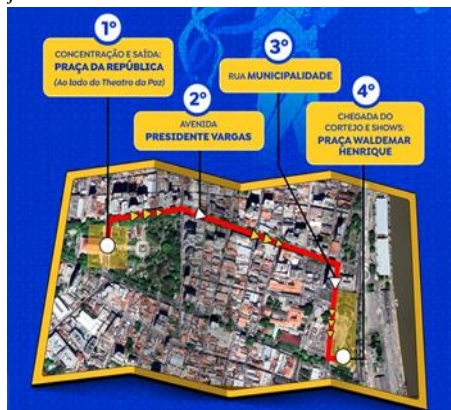 1º
CONCENTRAÇÃO E SAÍDA:
PRAÇA DA REPÚBLICA
(Ao lado do Theatro da Paz)
2º
AVENIDA
PRESIDENTE VARGAS
3º
RUA MUNICIPALIDADE
4º
CHEGADA DO
CORTEJO E SHOWS:
PRAÇA WALDEMAR
HENRIQUE